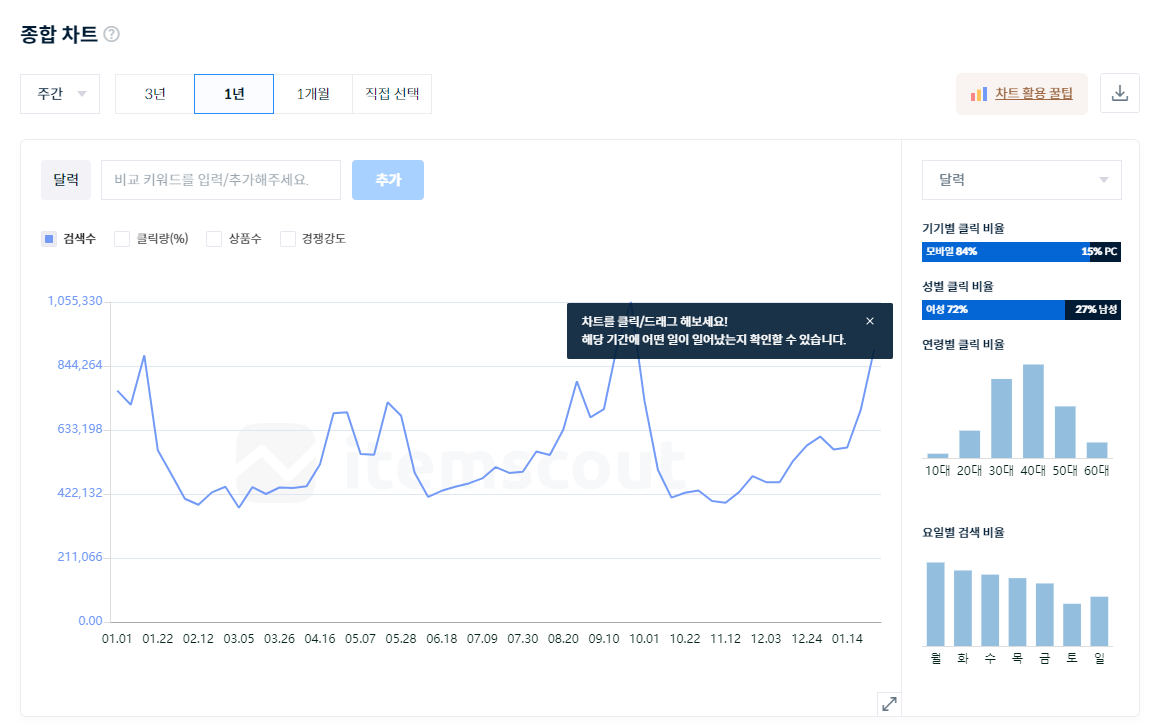 종합 차트 ?
주간
3년 1년 1개월 직접 선택
차트 활용 꿀팁
달력 비교 키워드를 입력/추가해주세요. 추가
검색수 클릭량(%) 상품수 경쟁강도
1,055,330
844,264
633,198
422,132
211,066
0.00
차트를 클릭/드래그 해보세요! ×
해당 기간에 어떤 일이 일어났는지 확인할 수 있습니다.
itemscout
01.01 01.22 02.12 03.05 03.26 04.16 05.07 05.28 06.18 07.09 07.30 08.20 09.10 10.01 10.22 11.12 12.03 12.24 01.14
달력
기기별 클릭 비율
모바일 84% 15% PC
성별 클릭 비율
여성 72% 27% 남성
연령별 클릭 비율
10대 20대 30대 40대 50대 60대
요일별 검색 비율
월 화 수 목 금 토 일